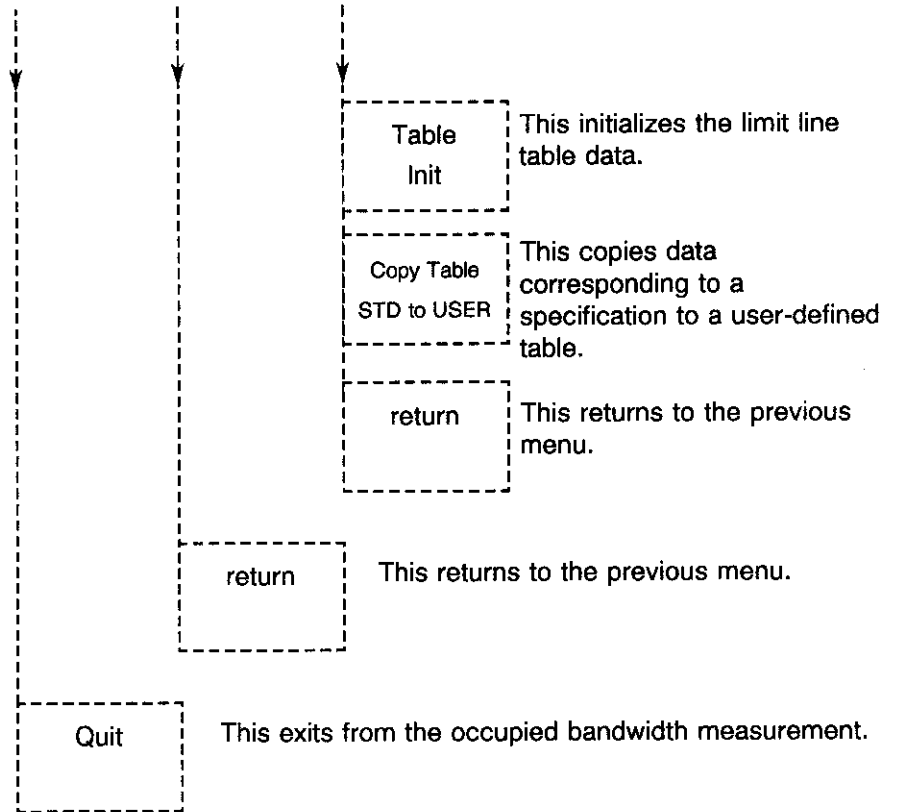 Table
Init
This initializes the limit line
table data.
Copy Table
STD to USER
This copies data
corresponding to a
specification to a user-defined
table.
return
This returns to the previous
menu.
return
This returns to the previous menu.
Quit
This exits from the occupied bandwidth measurement.